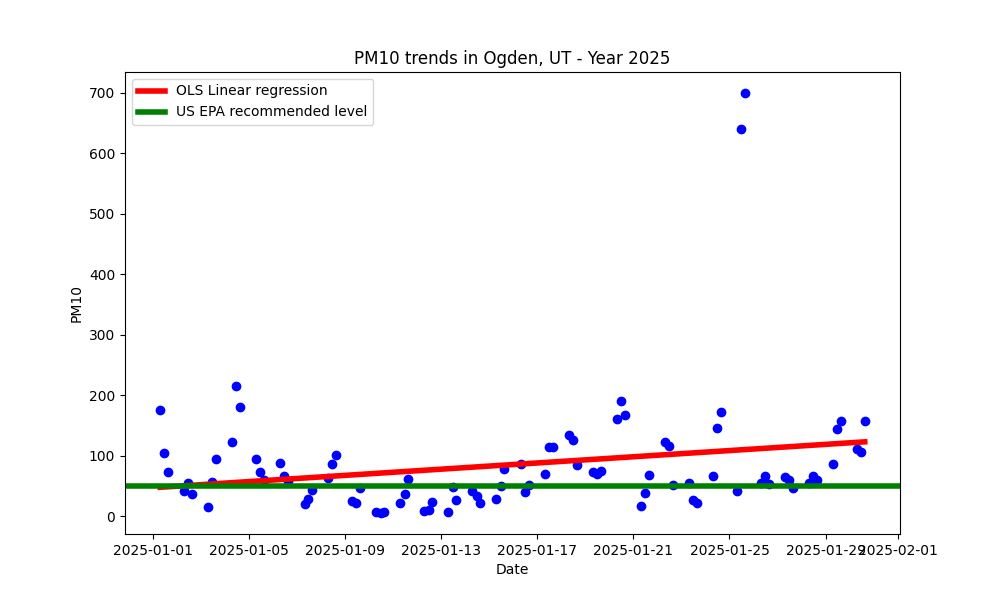 PM10 trends in Ogden, UT - Year 2025
OLS Linear regression
US EPA recommended level
700
600
500
400
300
200
100
0
PM10
2025-01-01 2025-01-05 2025-01-09 2025-01-13 2025-01-17 2025-01-21 2025-01-25 2025-01-29 2025-02-01
Date